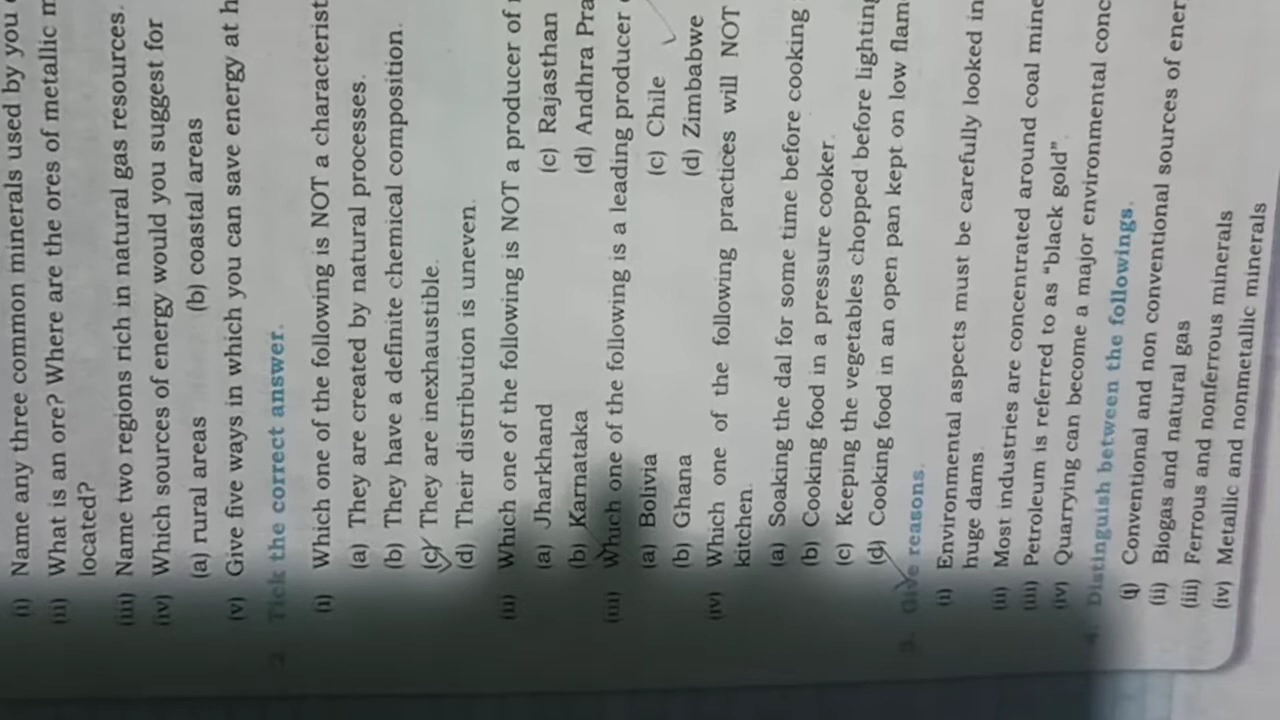 (i) Name any three common minerals used by you
(ii) What is an ore? Where are the ores of metallic
located?
(iii) Name two regions rich in natural gas resources.
(iv) Which sources of energy would you suggest for
(a) rural areas (b) coastal areas
(v) Give five ways in which you can save energy at
2. Tick the correct answer.
(i) Which one of the following is NOT a characterist
(a) They are created by natural processes.
(b) They have a definite chemical composition.
(c) They are inexhaustible.
(d) Their distribution is uneven.
(ii) Which one of the following is NOT a producer of
(a) Jharkhand (c) Rajasthan
(b) Karnataka (d) Andhra Pra
(iii) Which one of the following is a leading producer
(a) Bolivia (c) Chile
(b) Ghana (d) Zimbabwe
(iv) Which one of the following practices will NOT
kitchen.
(a) Soaking the dal for some time before cooking
(b) Cooking food in a pressure cooker.
(c) Keeping the vegetables chopped before lighting
(d) Cooking food in an open pan kept on low flam
3. Give reasons.
(i) Environmental aspects must be carefully looked in
huge dams.
(ii) Most industries are concentrated around coal mine
(iii) Petroleum is referred to as "black gold".
(iv) Quarrying can become a major environmental conc
4. Distinguish between the followings.
(i) Conventional and non conventional sources of ener
(ii) Biogas and natural gas
(iii) Ferrous and nonferrous minerals
(iv) Metallic and nonmetallic minerals